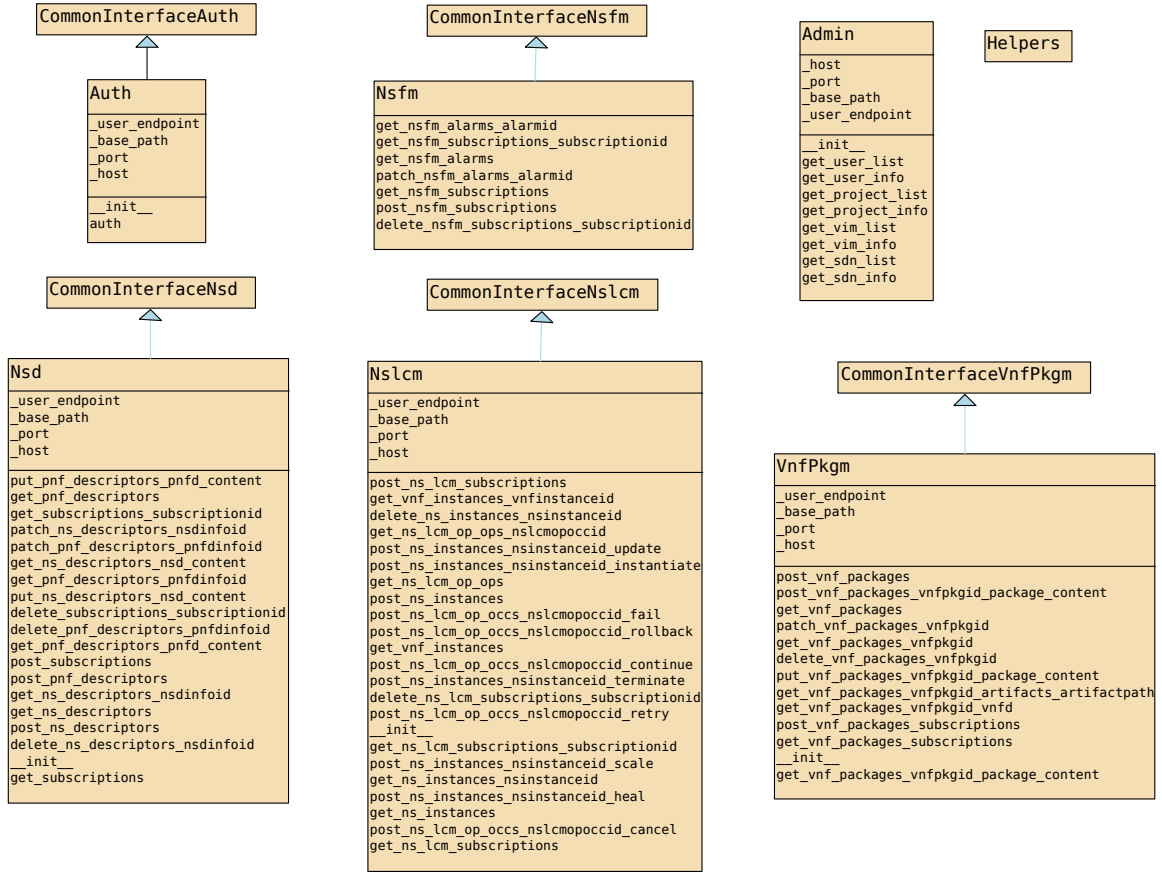 CommonInterfaceAuth
Auth
_user_endpoint
_base_path
_port
_host
__init__
auth
CommonInterfaceNsfm
Nsfm
get_nsfm_alarms_alarmid
get_nsfm_subscriptions_subscriptionid
get_nsfm_alarms
patch_nsfm_alarms_alarmid
get_nsfm_subscriptions
post_nsfm_subscriptions
delete_nsfm_subscriptions_subscriptionid
Admin
_host
_port
_base_path
_user_endpoint
__init__
get_user_list
get_user_info
get_project_list
get_project_info
get_vim_list
get_vim_info
get_sdn_list
get_sdn_info
Helpers
CommonInterfaceNsd
Nsd
_user_endpoint
_base_path
_port
_host
put_pnf_descriptors_pnfd_content
get_pnf_descriptors
get_subscriptions_subscriptionid
patch_ns_descriptors_nsdinfoid
patch_pnf_descriptors_pnfdinfoid
get_ns_descriptors_nsd_content
get_pnf_descriptors_pnfdinfoid
put_ns_descriptors_nsd_content
delete_subscriptions_subscriptionid
delete_pnf_descriptors_pnfdinfoid
get_pnf_descriptors_pnfd_content
post_subscriptions
post_pnf_descriptors
get_ns_descriptors_nsdinfoid
get_ns_descriptors
post_ns_descriptors
delete_ns_descriptors_nsdinfoid
__init__
get_subscriptions
CommonInterfaceNslcm
Nslcm
_user_endpoint
_base_path
_port
_host
post_ns_lcm_subscriptions
get_vnf_instances_vnfinstanceid
delete_ns_instances_nsinstanceid
get_ns_lcm_op_ops_nslcmopoccid
post_ns_instances_nsinstanceid_update
post_ns_instances_nsinstanceid_instantiate
get_ns_lcm_op_ops
post_ns_instances
post_ns_lcm_op_occs_nslcmopoccid_fail
post_ns_lcm_op_occs_nslcmopoccid_rollback
get_vnf_instances
post_ns_lcm_op_occs_nslcmopoccid_continue
post_ns_instances_nsinstanceid_terminate
delete_ns_lcm_subscriptions_subscriptionid
post_ns_lcm_op_occs_nslcmopoccid_retry
__init__
get_ns_lcm_subscriptions_subscriptionid
post_ns_instances_nsinstanceid_scale
get_ns_instances_nsinstanceid
post_ns_instances_nsinstanceid_heal
get_ns_instances
post_ns_lcm_op_occs_nslcmopoccid_cancel
get_ns_lcm_subscriptions
CommonInterfaceVnfPkgm
VnfPkgm
_user_endpoint
_base_path
_port
_host
post_vnf_packages
post_vnf_packages_vnfpkgid_package_content
get_vnf_packages
patch_vnf_packages_vnfpkgid
get_vnf_packages_vnfpkgid
delete_vnf_packages_vnfpkgid
put_vnf_packages_vnfpkgid_package_content
get_vnf_packages_vnfpkgid_artifacts_artifactpath
get_vnf_packages_vnfpkgid_vnfd
post_vnf_packages_subscriptions
get_vnf_packages_subscriptions
__init__
get_vnf_packages_vnfpkgid_package_content